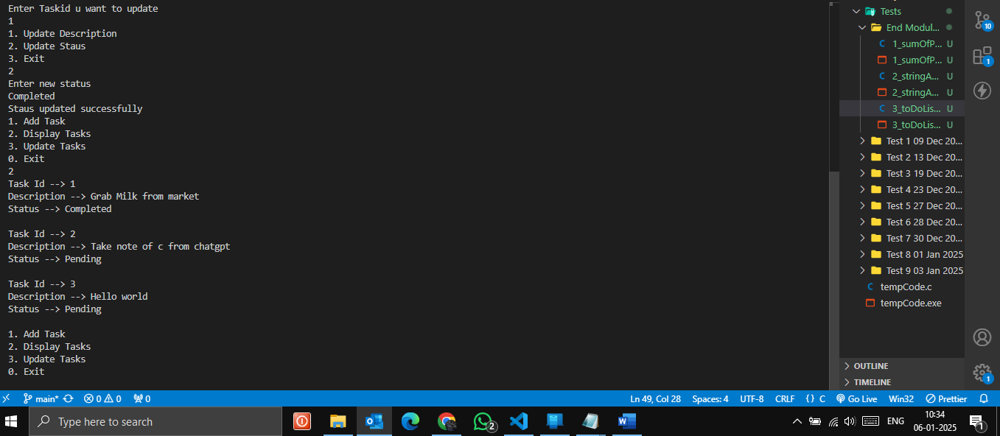 Enter Taskid u want to update
1
1. Update Description
2. Update Staus
3. Exit
2
Enter new status
Completed
Staus updated successfully
1. Add Task
2. Display Tasks
3. Update Tasks
0. Exit
2
Task Id --> 1
Description --> Grab Milk from market
Status --> Completed
Task Id --> 2
Description --> Take note of c from chatgpt
Status --> Pending
Task Id --> 3
Description --> Hello world
Status --> Pending
1. Add Task
2. Display Tasks
3. Update Tasks
0. Exit
Tests
End Modul...
C 1_sumOfP... U
1_sumOfP... U
C 2_stringA... U
2_stringA... U
C 3_toDoLis... U
3_toDoLis... U
Test 1 09 Dec 20...
Test 2 13 Dec 20...
Test 3 19 Dec 20...
Test 4 23 Dec 20...
Test 5 27 Dec 20...
Test 6 28 Dec 20...
Test 7 30 Dec 20...
Test 8 01 Jan 2025
Test 9 03 Jan 2025
C tempCode.c
tempCode.exe
OUTLINE
TIMELINE
10
1
1
main* 0 0 0 Ln 49, Col 28 Spaces: 4 UTF-8 CRLF {} C Go Live Win32 Prettier
Type here to search
2
ENG
10:34
06-01-2025
1